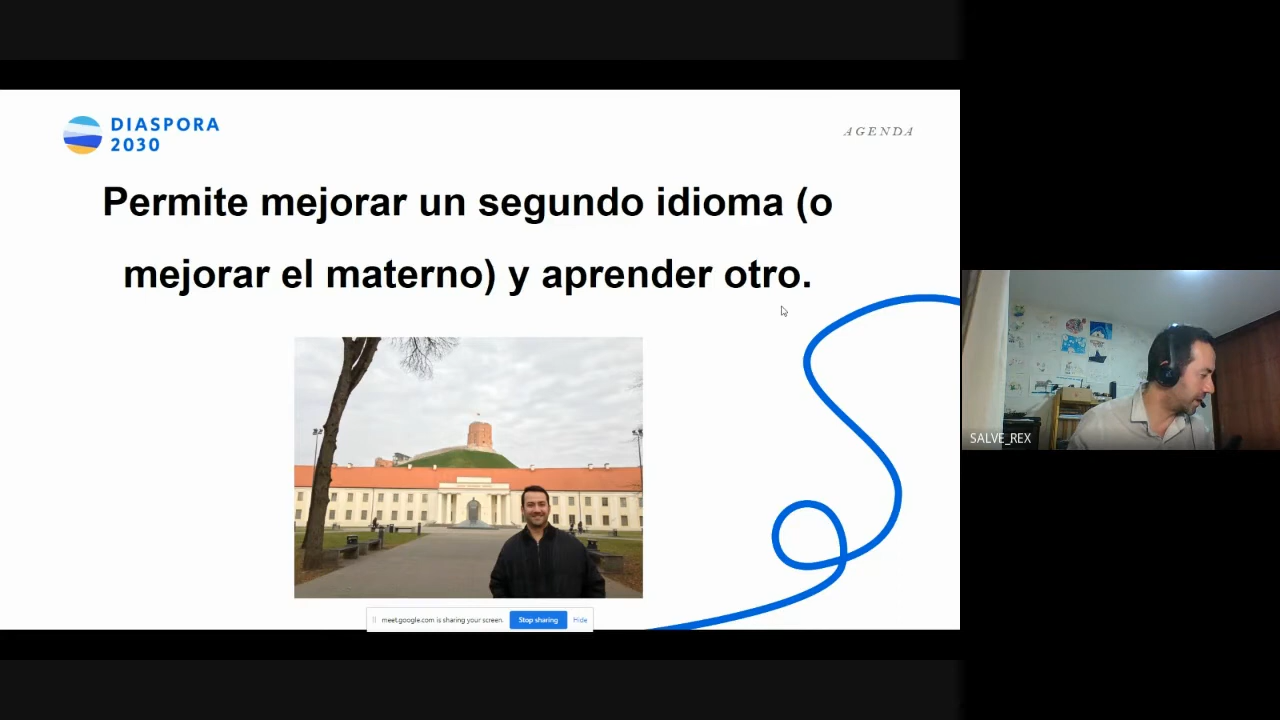 DIASPORA
2030
AGENDA
Permite mejorar un segundo idioma (o
mejorar el materno) y aprender otro.
SALVE_REX
meet.google.com is sharing your screen.
Stop sharing
Hide